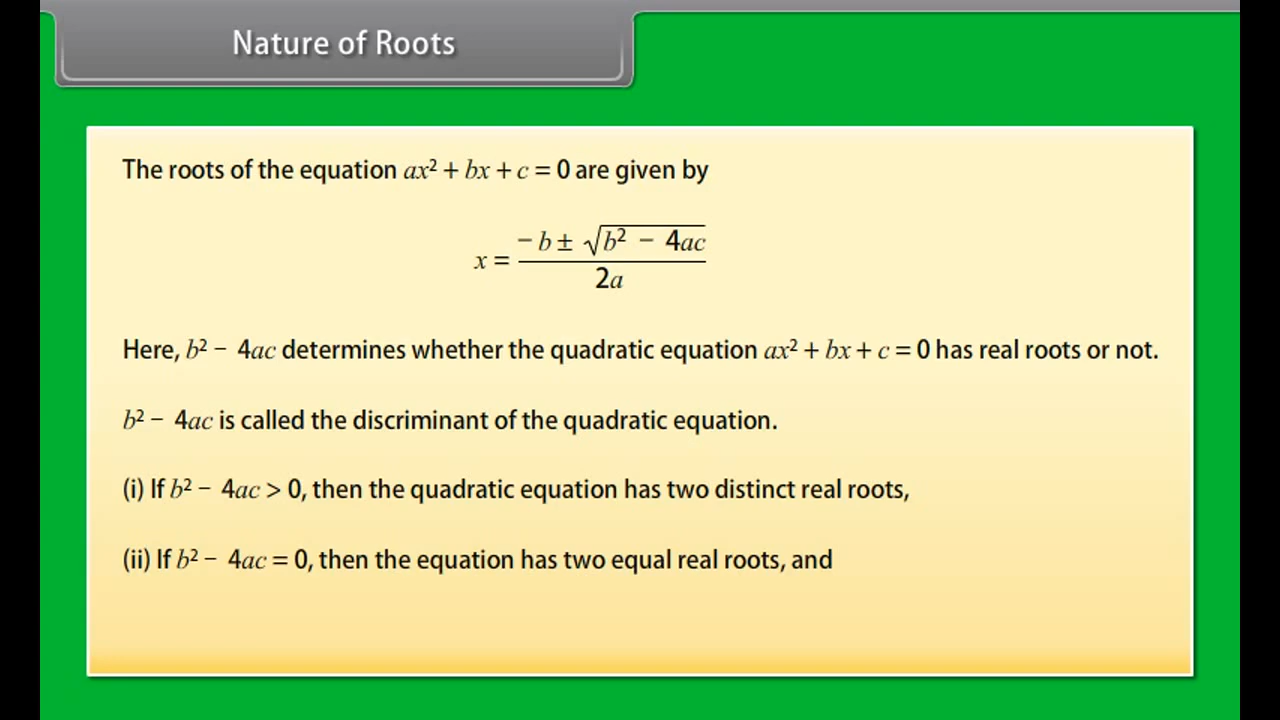 Nature of Roots
The roots of the equation ax² + bx + c = 0 are given by
x = (− b ± √(b² − 4ac)) / 2a
Here, b² − 4ac determines whether the quadratic equation ax² + bx + c = 0 has real roots or not.
b² − 4ac is called the discriminant of the quadratic equation.
(i) If b² − 4ac > 0, then the quadratic equation has two distinct real roots,
(ii) If b² − 4ac = 0, then the equation has two equal real roots, and